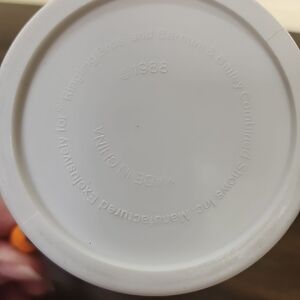 Manufactured Exclusively for Ringling Bros. and Barnum & Bailey Combined Shows Inc.
©1988
MADE IN CHINA